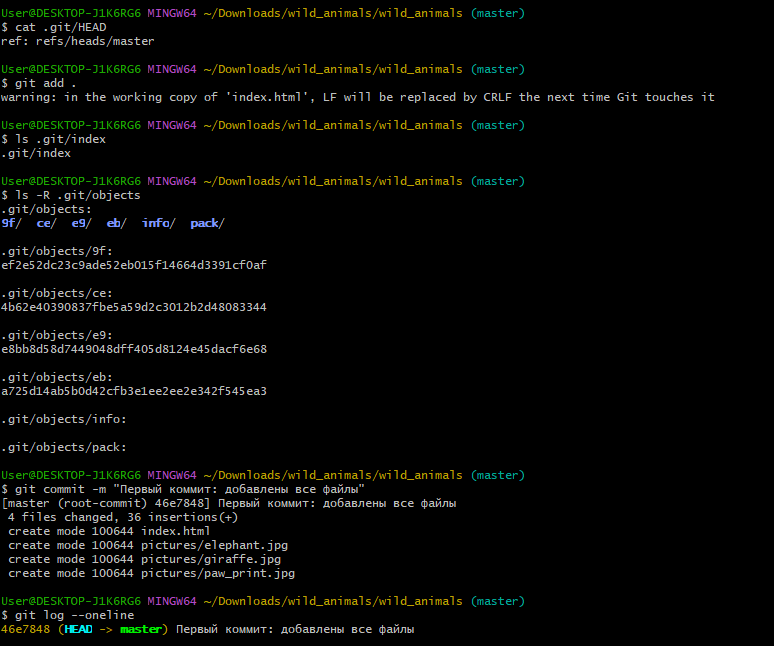 User@DESKTOP-J1K6RG6 MINGW64 ~/Downloads/wild_animals/wild_animals (master)
$ cat .git/HEAD
ref: refs/heads/master
User@DESKTOP-J1K6RG6 MINGW64 ~/Downloads/wild_animals/wild_animals (master)
$ git add .
warning: in the working copy of 'index.html', LF will be replaced by CRLF the next time Git touches it
User@DESKTOP-J1K6RG6 MINGW64 ~/Downloads/wild_animals/wild_animals (master)
$ ls .git/index
.git/index
User@DESKTOP-J1K6RG6 MINGW64 ~/Downloads/wild_animals/wild_animals (master)
$ ls -R .git/objects
.git/objects:
9f/ ce/ e9/ eb/ info/ pack/
.git/objects/9f:
ef2e52dc23c9ade52eb015f14664d3391cf0af
.git/objects/ce:
4b62e40390837fbe5a59d2c3012b2d48083344
.git/objects/e9:
e8bb8d58d7449048dff405d8124e45dacf6e68
.git/objects/eb:
a725d14ab5b0d42cfb3e1ee2ee2e342f545ea3
.git/objects/info:
.git/objects/pack:
User@DESKTOP-J1K6RG6 MINGW64 ~/Downloads/wild_animals/wild_animals (master)
$ git commit -m "Первый коммит: добавлены все файлы"
[master (root-commit) 46e7848] Первый коммит: добавлены все файлы
4 files changed, 36 insertions(+)
create mode 100644 index.html
create mode 100644 pictures/elephant.jpg
create mode 100644 pictures/giraffe.jpg
create mode 100644 pictures/paw_print.jpg
User@DESKTOP-J1K6RG6 MINGW64 ~/Downloads/wild_animals/wild_animals (master)
$ git log --oneline
46e7848 (HEAD -> master) Первый коммит: добавлены все файлы